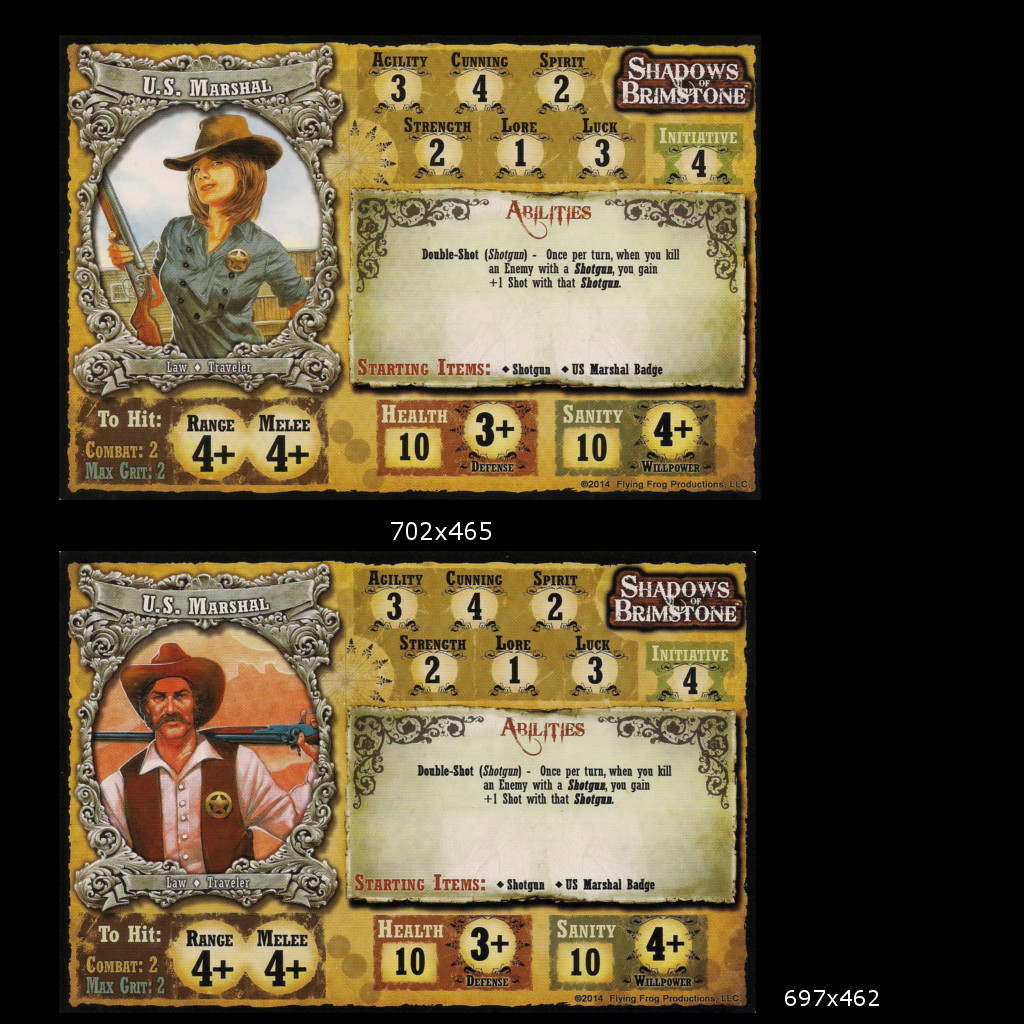 U.S. Marshal
Agility Cunning Spirit
3 4 2
Shadows
of
Brimstone
Strength Lore Luck
2 1 3
Initiative
4
Abilities
Double-Shot (Shotgun) - Once per turn, when you kill
an Enemy with a Shotgun, you gain
+1 Shot with that Shotgun.
Law ♦ Traveler
Starting Items: ♦ Shotgun ♦ US Marshal Badge
To Hit:
Range Melee
4+ 4+
Combat: 2
Max Grit: 2
Health
10
3+
Defense
Sanity
10
4+
Willpower
©2014 Flying Frog Productions, LLC.
702x465
U.S. Marshal
Agility Cunning Spirit
3 4 2
Shadows
of
Brimstone
Strength Lore Luck
2 1 3
Initiative
4
Abilities
Double-Shot (Shotgun) - Once per turn, when you kill
an Enemy with a Shotgun, you gain
+1 Shot with that Shotgun.
Law ♦ Traveler
Starting Items: ♦ Shotgun ♦ US Marshal Badge
To Hit:
Range Melee
4+ 4+
Combat: 2
Max Grit: 2
Health
10
3+
Defense
Sanity
10
4+
Willpower
©2014 Flying Frog Productions, LLC.
697x462